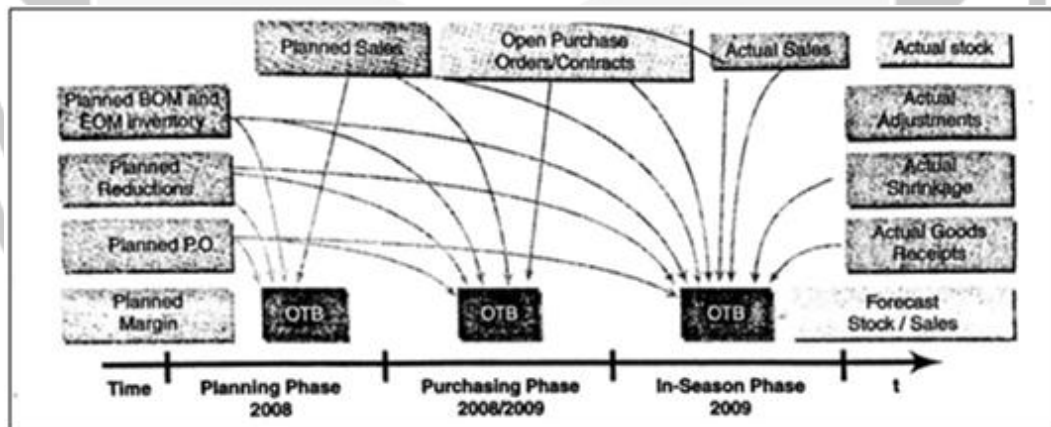 Planned Sales
Open Purchase
Orders/Contracts
Actual Sales
Actual stock
Planned BOM and
EOM inventory
Actual
Adjustments
Planned
Reductions
Actual
Shrinkage
Planned P.O.
Actual Goods
Receipts
Planned
Margin
OTB
OTB
OTB
Forecast
Stock / Sales
Time
Planning Phase
2008
Purchasing Phase
2008/2009
In-Season Phase
2009
t